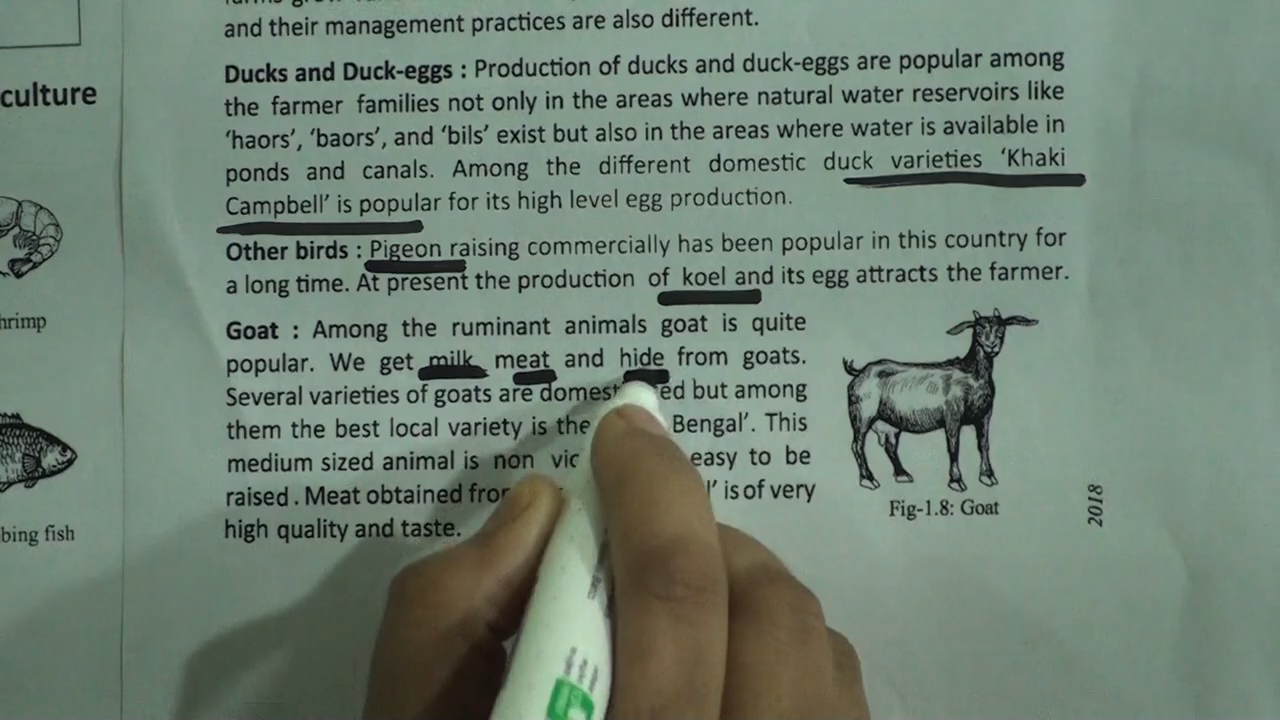 and their management practices are also different.
culture
Ducks and Duck-eggs : Production of ducks and duck-eggs are popular among
the farmer families not only in the areas where natural water reservoirs like
‘haors’, ‘baors’, and ‘bils’ exist but also in the areas where water is available in
ponds and canals. Among the different domestic duck varieties ‘Khaki
Campbell’ is popular for its high level egg production.
Other birds : Pigeon raising commercially has been popular in this country for
a long time. At present the production of koel and its egg attracts the farmer.
hrimp
Goat : Among the ruminant animals goat is quite
popular. We get milk meat and hide from goats.
Several varieties of goats are but among
them the best local variety is the Bengal’. This
medium sized animal is non easy to be
raised. Meat obtained is of very
high quality and taste.
bing fish
Fig-1.8: Goat
2018